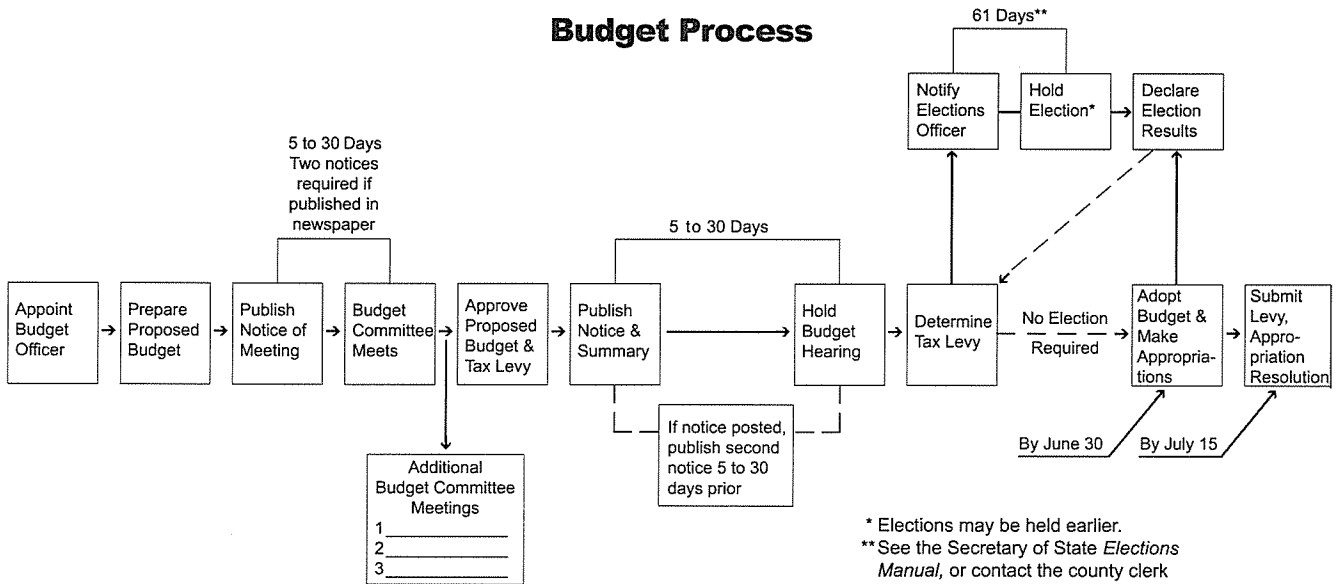 Budget Process
61 Days**
Notify
Elections
Officer
Hold
Election*
Declare
Election
Results
5 to 30 Days
Two notices
required if
published in
newspaper
5 to 30 Days
Appoint
Budget
Officer
Prepare
Proposed
Budget
Publish
Notice of
Meeting
Budget
Committee
Meets
Approve
Proposed
Budget &
Tax Levy
Publish
Notice &
Summary
Hold
Budget
Hearing
Determine
Tax Levy
No Election
Required
Adopt
Budget &
Make
Appropria-
tions
Submit
Levy,
Appro-
priation
Resolution
If notice posted,
publish second
notice 5 to 30
days prior
By June 30
By July 15
Additional
Budget Committee
Meetings
1
2
3
* Elections may be held earlier.
** See the Secretary of State Elections
Manual, or contact the county clerk